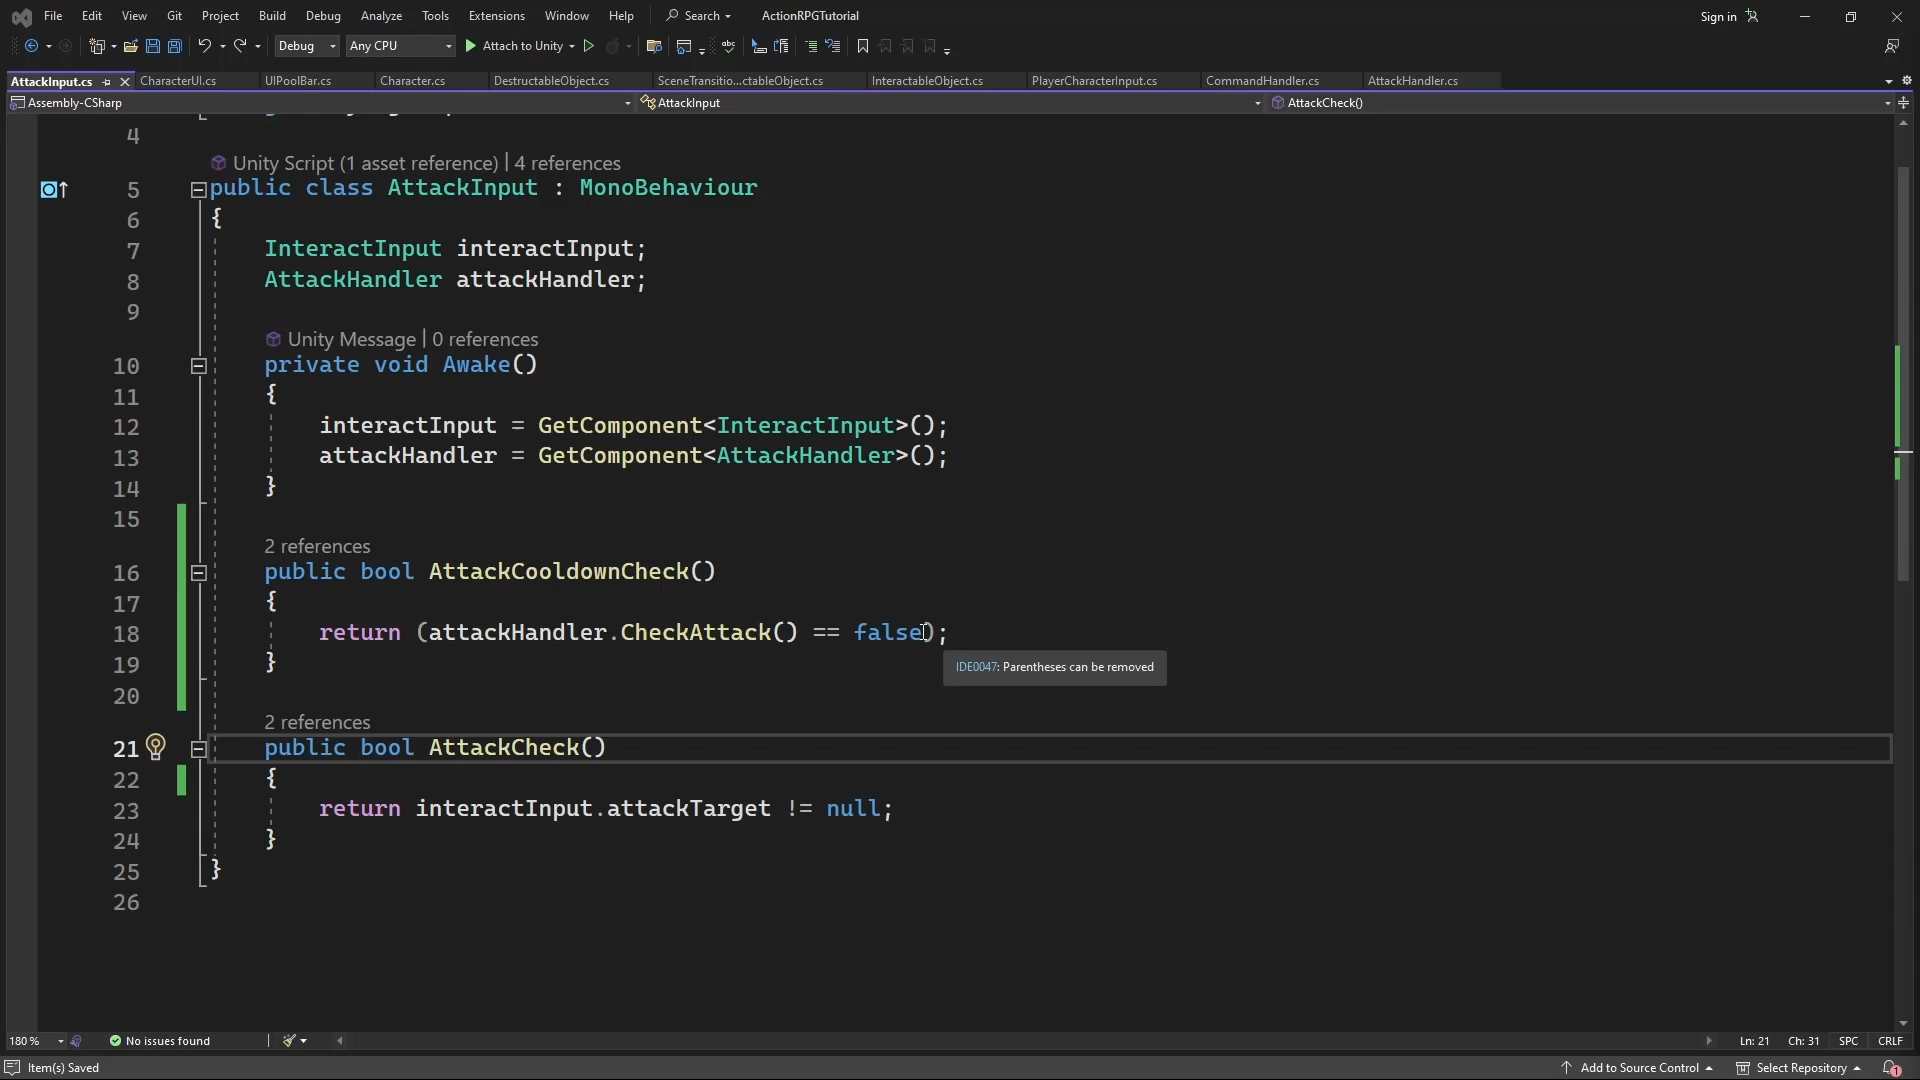 File Edit View Git Project Build Debug Test Analyze Tools Extensions Window Help Search ActionRPGTutorial Sign in
Debug Any CPU Attach to Unity
AttackInput.cs CharacterUI.cs UIPoolBar.cs Character.cs DestructableObject.cs SceneTransitio...ctableObject.cs InteractableObject.cs PlayerCharacterInput.cs CommandHandler.cs AttackHandler.cs
Assembly-CSharp AttackInput AttackCheck()
4
Unity Script (1 asset reference) | 4 references
5 public class AttackInput : MonoBehaviour
6 {
7 InteractInput interactInput;
8 AttackHandler attackHandler;
9
Unity Message | 0 references
10 private void Awake()
11 {
12 interactInput = GetComponent<InteractInput>();
13 attackHandler = GetComponent<AttackHandler>();
14 }
15
2 references
16 public bool AttackCooldownCheck()
17 {
18 return (attackHandler.CheckAttack() == false);
19 }
IDE0047: Parentheses can be removed
20
2 references
21 public bool AttackCheck()
22 {
23 return interactInput.attackTarget != null;
24 }
25 }
26
180 % No issues found Ln: 21 Ch: 31 SPC CRLF
Item(s) Saved Add to Source Control Select Repository 1